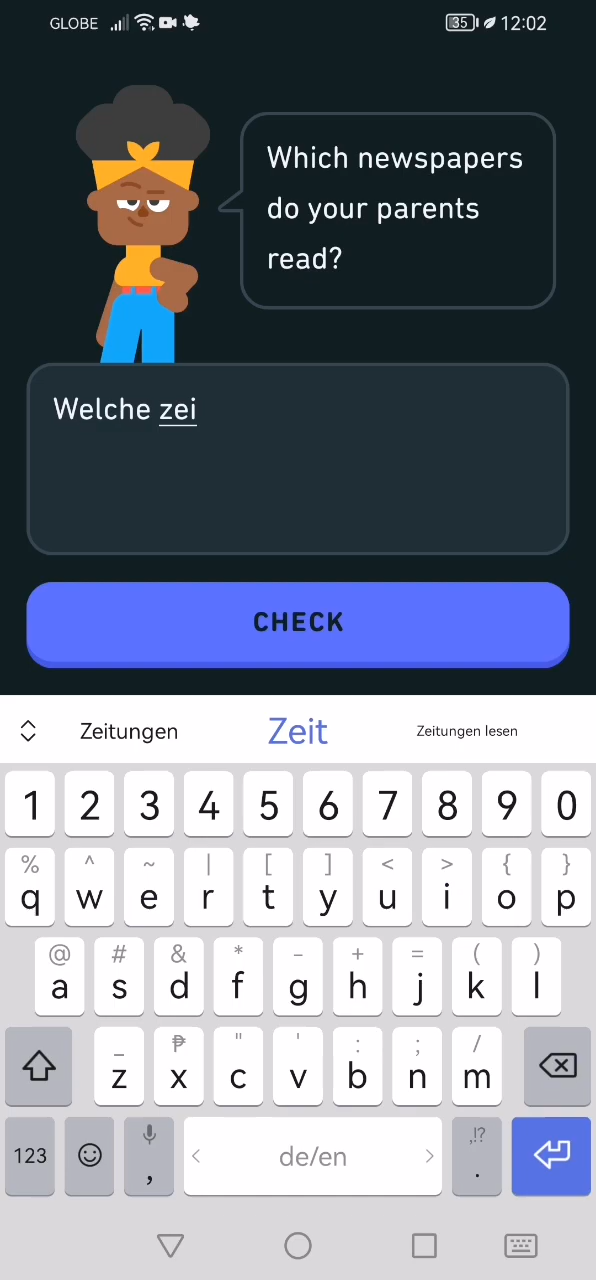 GLOBE 35 12:02
Which newspapers
do your parents
read?
Welche zei
CHECK
Zeitungen Zeit Zeitungen lesen
1 2 3 4 5 6 7 8 9 0
% ^ ~ | [ ] < > { }
q w e r t y u i o p
@ # & * - + = ( )
a s d f g h j k l
_ ₱ " ' : ; /
z x c v b n m
123 , < de/en > ,!? .